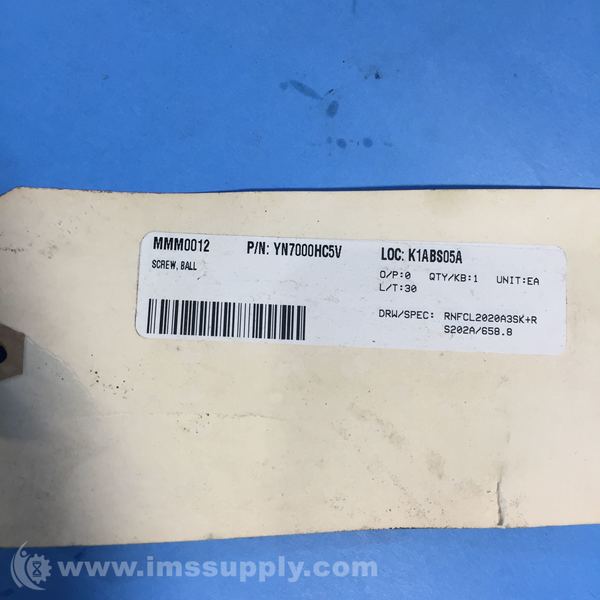 MMM0012 P/N: YN7000HC5V LOC: K1ABS05A
SCREW, BALL
O/P:0 QTY/KB:1 UNIT:EA
L/T:30
DRW/SPEC: RNFCL2020A3SK+R
S202A/658.8
www.imssupply.com